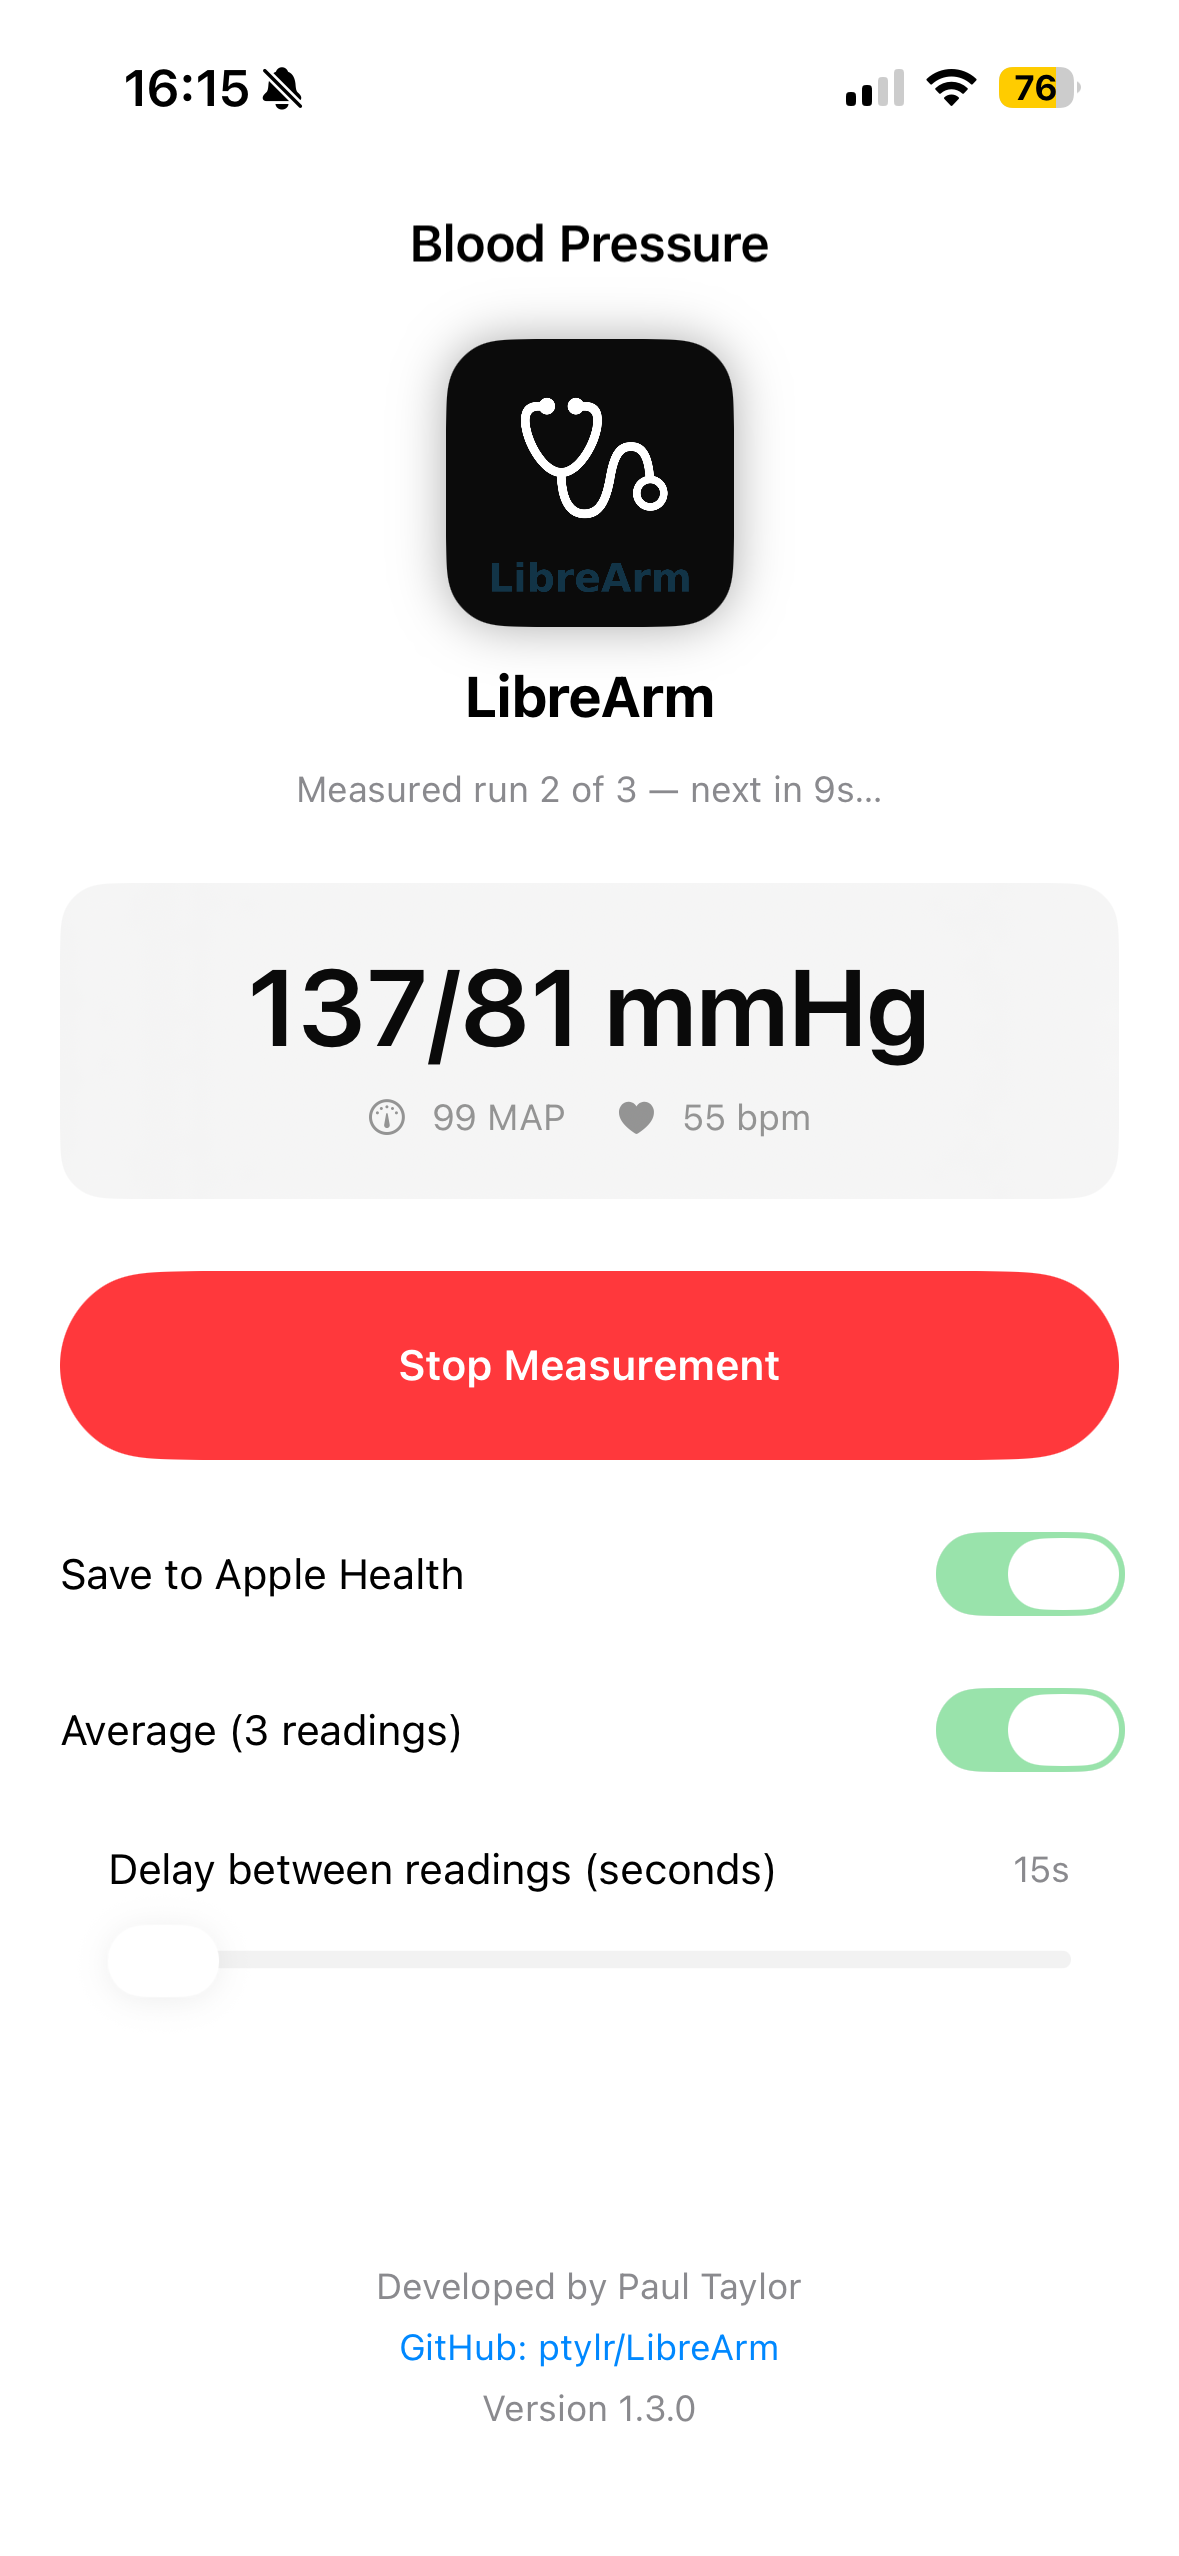 16:15
76
Blood Pressure
LibreArm
LibreArm
Measured run 2 of 3 — next in 9s...
137/81 mmHg
99 MAP 55 bpm
Stop Measurement
Save to Apple Health
Average (3 readings)
Delay between readings (seconds) 15s
Developed by Paul Taylor
GitHub: ptylr/LibreArm
Version 1.3.0